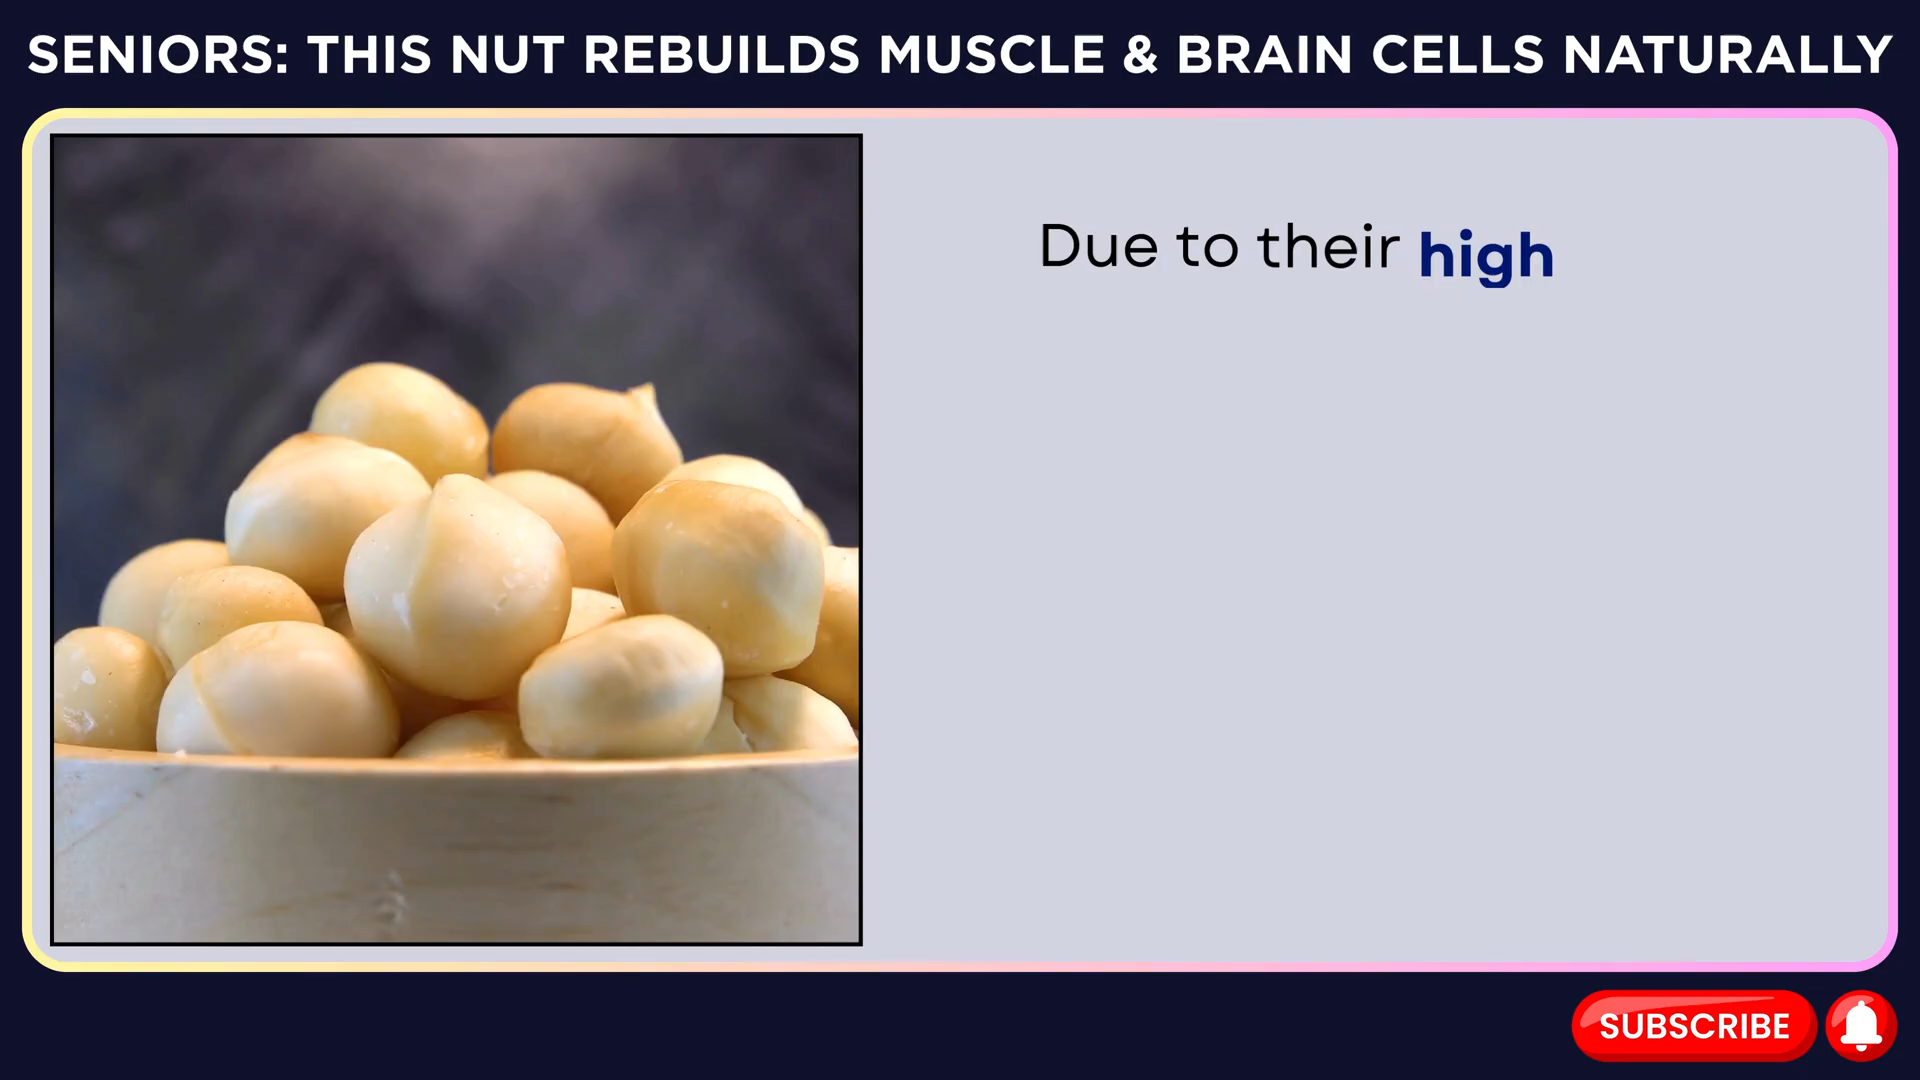 SENIORS: THIS NUT REBUILDS MUSCLE & BRAIN CELLS NATURALLY
Due to their high
SUBSCRIBE